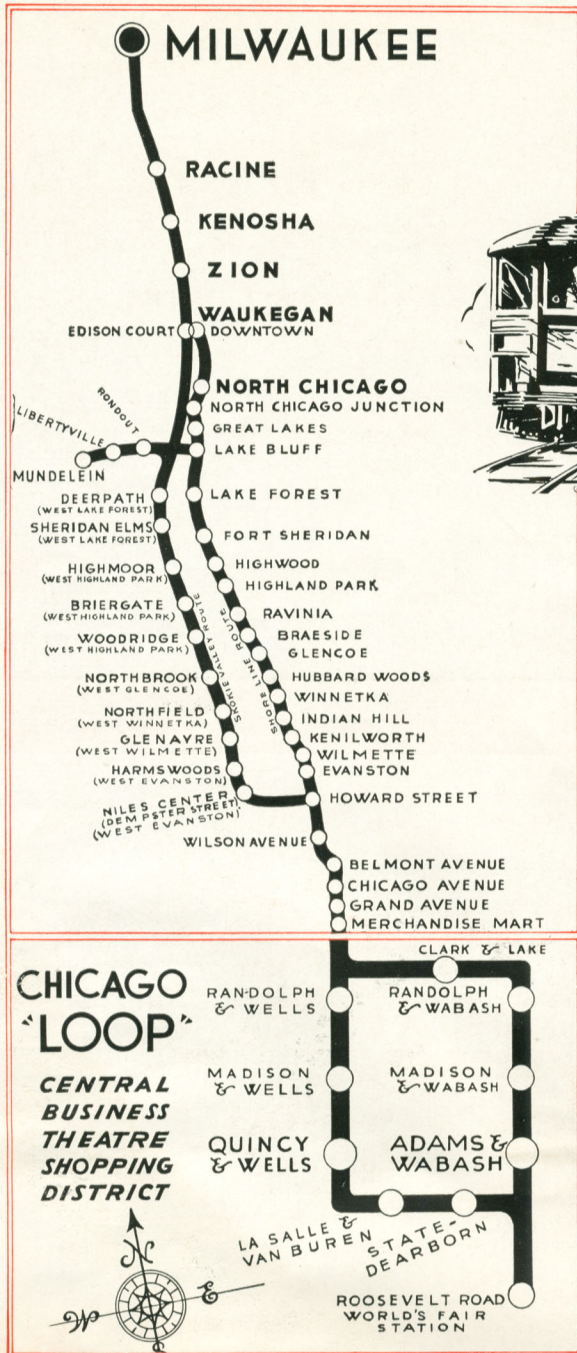 MILWAUKEE
RACINE
KENOSHA
ZION
WAUKEGAN
EDISON COURT
DOWNTOWN
NORTH CHICAGO
NORTH CHICAGO JUNCTION
GREAT LAKES
LAKE BLUFF
RONDOUT
LIBERTYVILLE
MUNDELEIN
DEERPATH
(WEST LAKE FOREST)
LAKE FOREST
SHERIDAN ELMS
(WEST LAKE FOREST)
FORT SHERIDAN
HIGHMOOR
(WEST HIGHLAND PARK)
HIGHWOOD
HIGHLAND PARK
BRIERGATE
(WEST HIGHLAND PARK)
RAVINIA
WOODRIDGE
(WEST HIGHLAND PARK)
BRAESIDE
GLENCOE
SKOKIE VALLEY ROUTE
SHORE LINE ROUTE
NORTHBROOK
(WEST GLENCOE)
HUBBARD WOODS
WINNETKA
NORTHFIELD
(WEST WINNETKA)
INDIAN HILL
GLENAYRE
(WEST WILMETTE)
KENILWORTH
WILMETTE
HARMSWOODS
(WEST EVANSTON)
EVANSTON
NILES CENTER
(DEMPSTER STREET)
(WEST EVANSTON)
HOWARD STREET
WILSON AVENUE
BELMONT AVENUE
CHICAGO AVENUE
GRAND AVENUE
MERCHANDISE MART
CLARK & LAKE
CHICAGO
"LOOP"
CENTRAL
BUSINESS
THEATRE
SHOPPING
DISTRICT
RANDOLPH
& WELLS
RANDOLPH
& WABASH
MADISON
& WELLS
MADISON
& WABASH
QUINCY
& WELLS
ADAMS &
WABASH
LA SALLE &
VAN BUREN
STATE-
DEARBORN
ROOSEVELT ROAD
WORLD'S FAIR
STATION
N
E
W
S